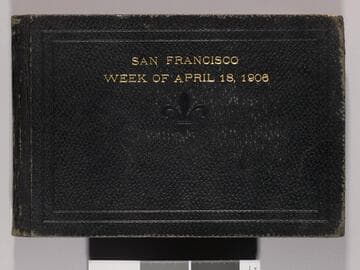 SAN FRANCISCO
WEEK OF APRIL 18, 1906